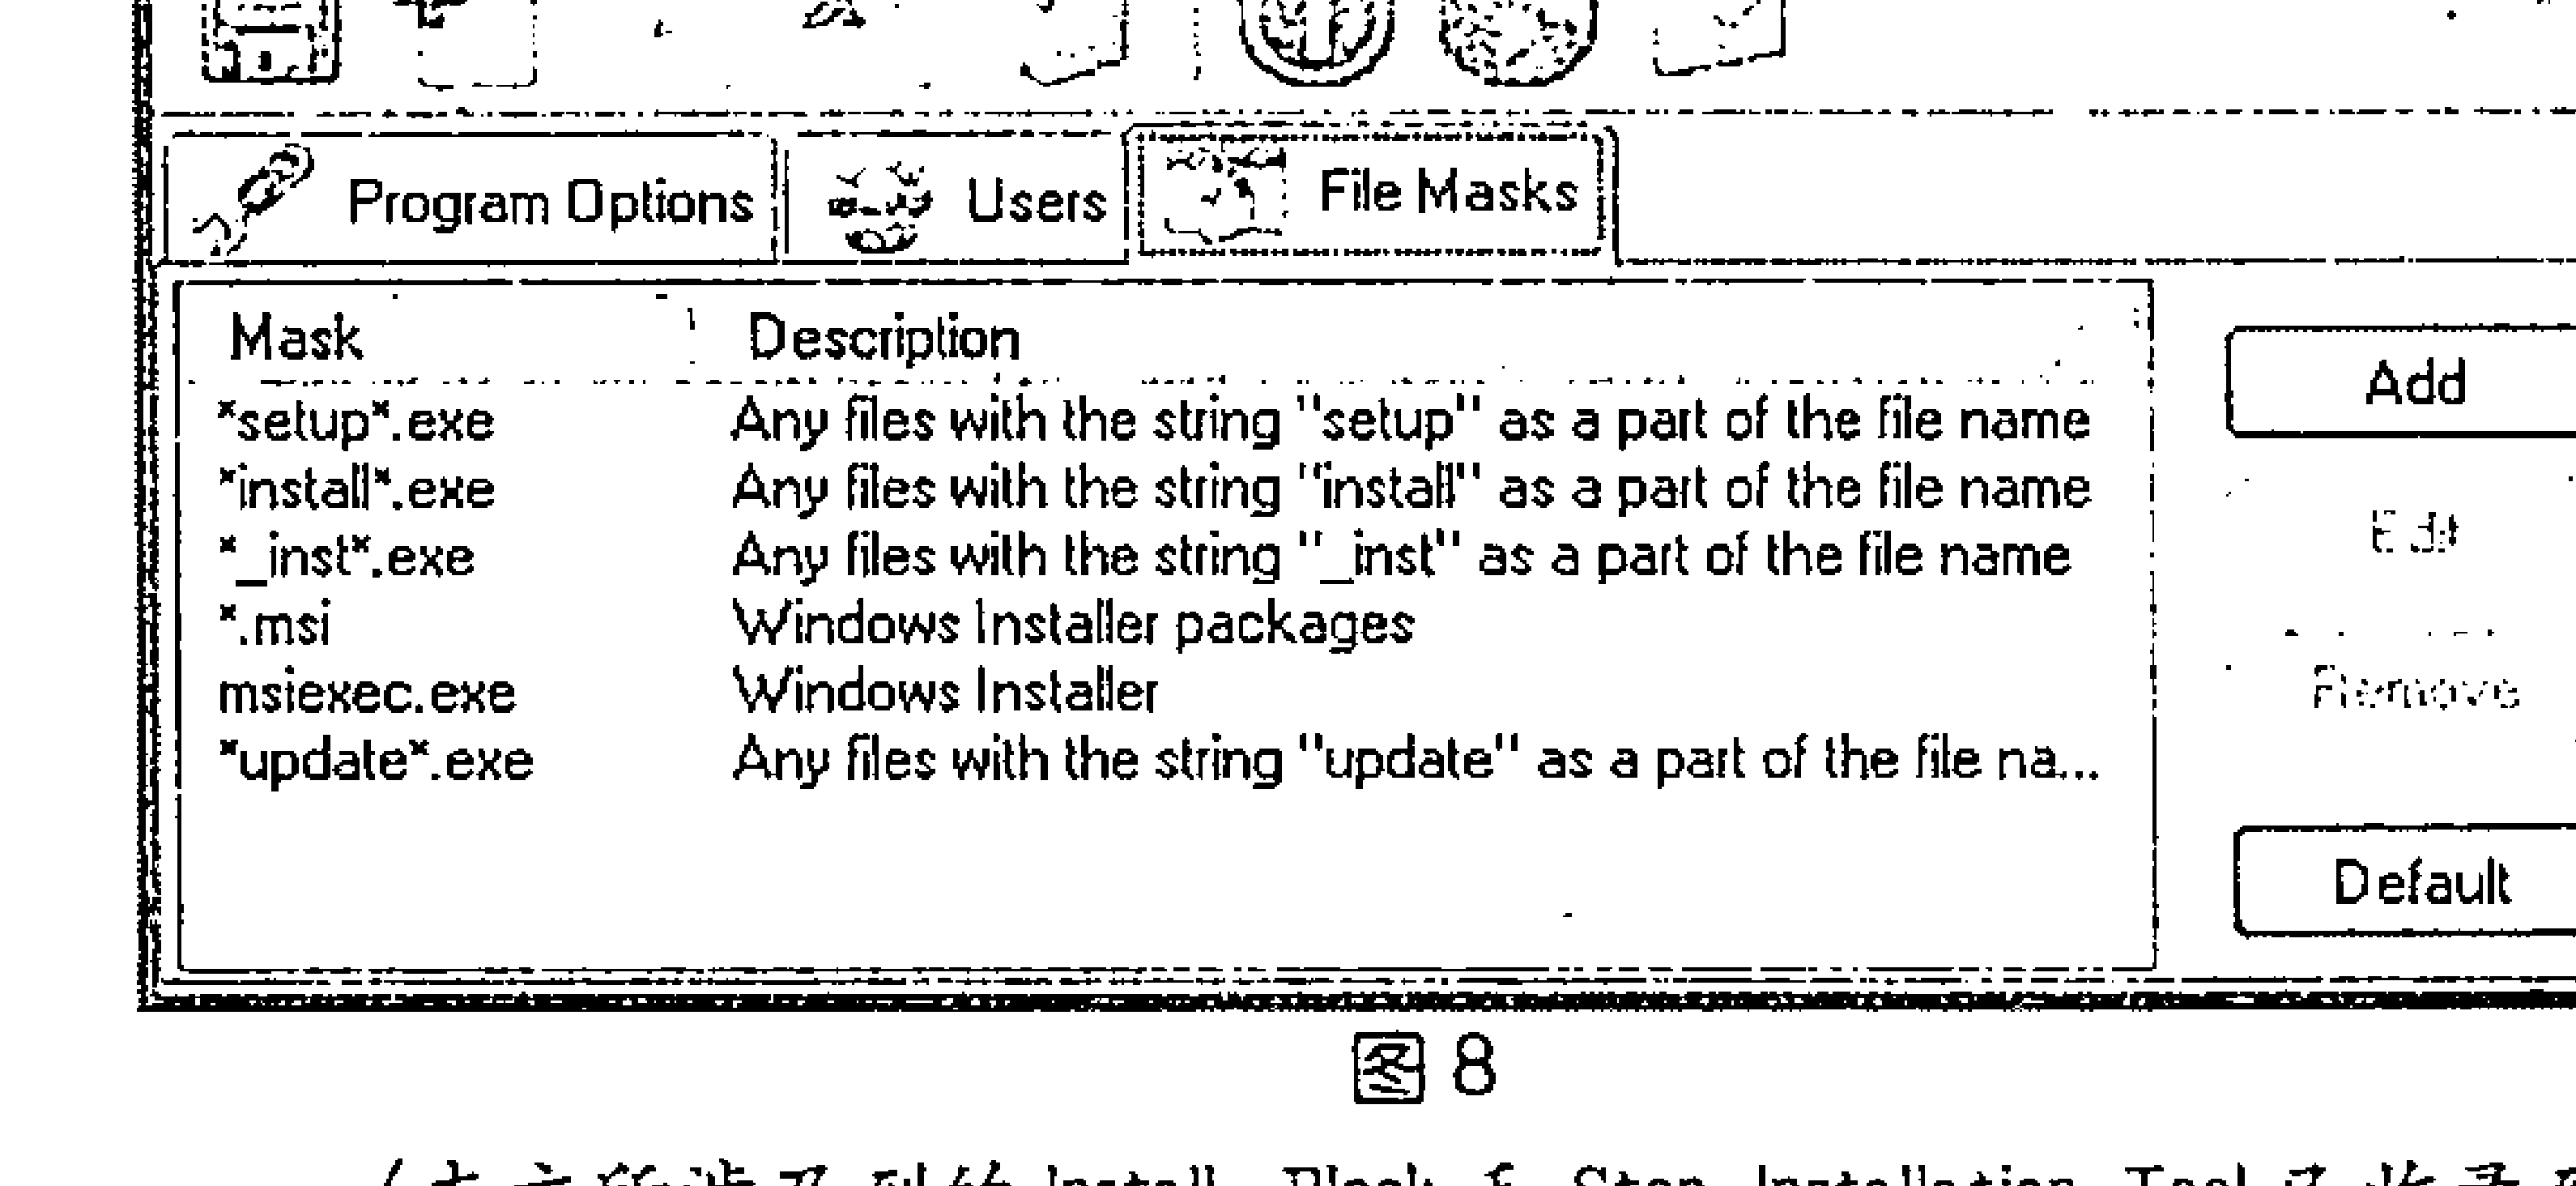 Program Options Users File Masks
Mask Description
*setup*.exe Any files with the string "setup" as a part of the file name
*install*.exe Any files with the string "install" as a part of the file name
*_inst*.exe Any files with the string "_inst" as a part of the file name
*.msi Windows Installer packages
msiexec.exe Windows Installer
*update*.exe Any files with the string "update" as a part of the file na...
Add
Edit
Remove
Default
图 8